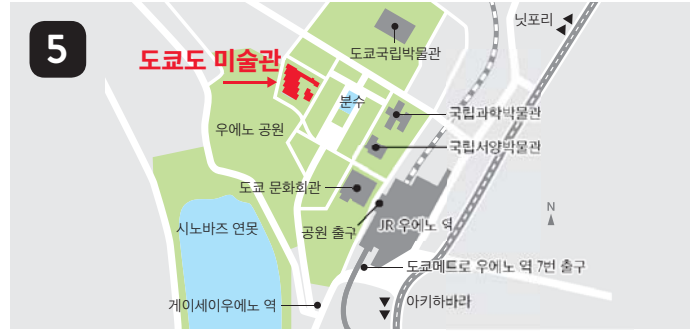 5
닛포리
도쿄국립박물관
도쿄도 미술관
분수
국립과학박물관
우에노 공원
국립서양박물관
도쿄 문화회관
N
시노바즈 연못
공원 출구
JR 우에노 역
도쿄메트로 우에노 역 7번 출구
게이세이우에노 역
아키하바라